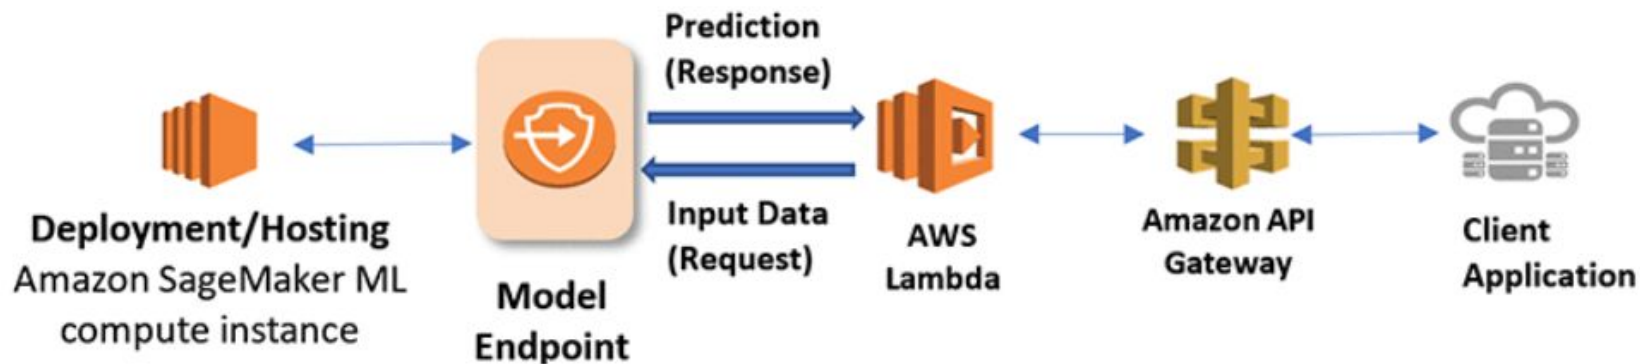 Deployment/Hosting
Amazon SageMaker ML
compute instance
Model
Endpoint
Prediction
(Response)
Input Data
(Request)
AWS
Lambda
Amazon API
Gateway
Client
Application